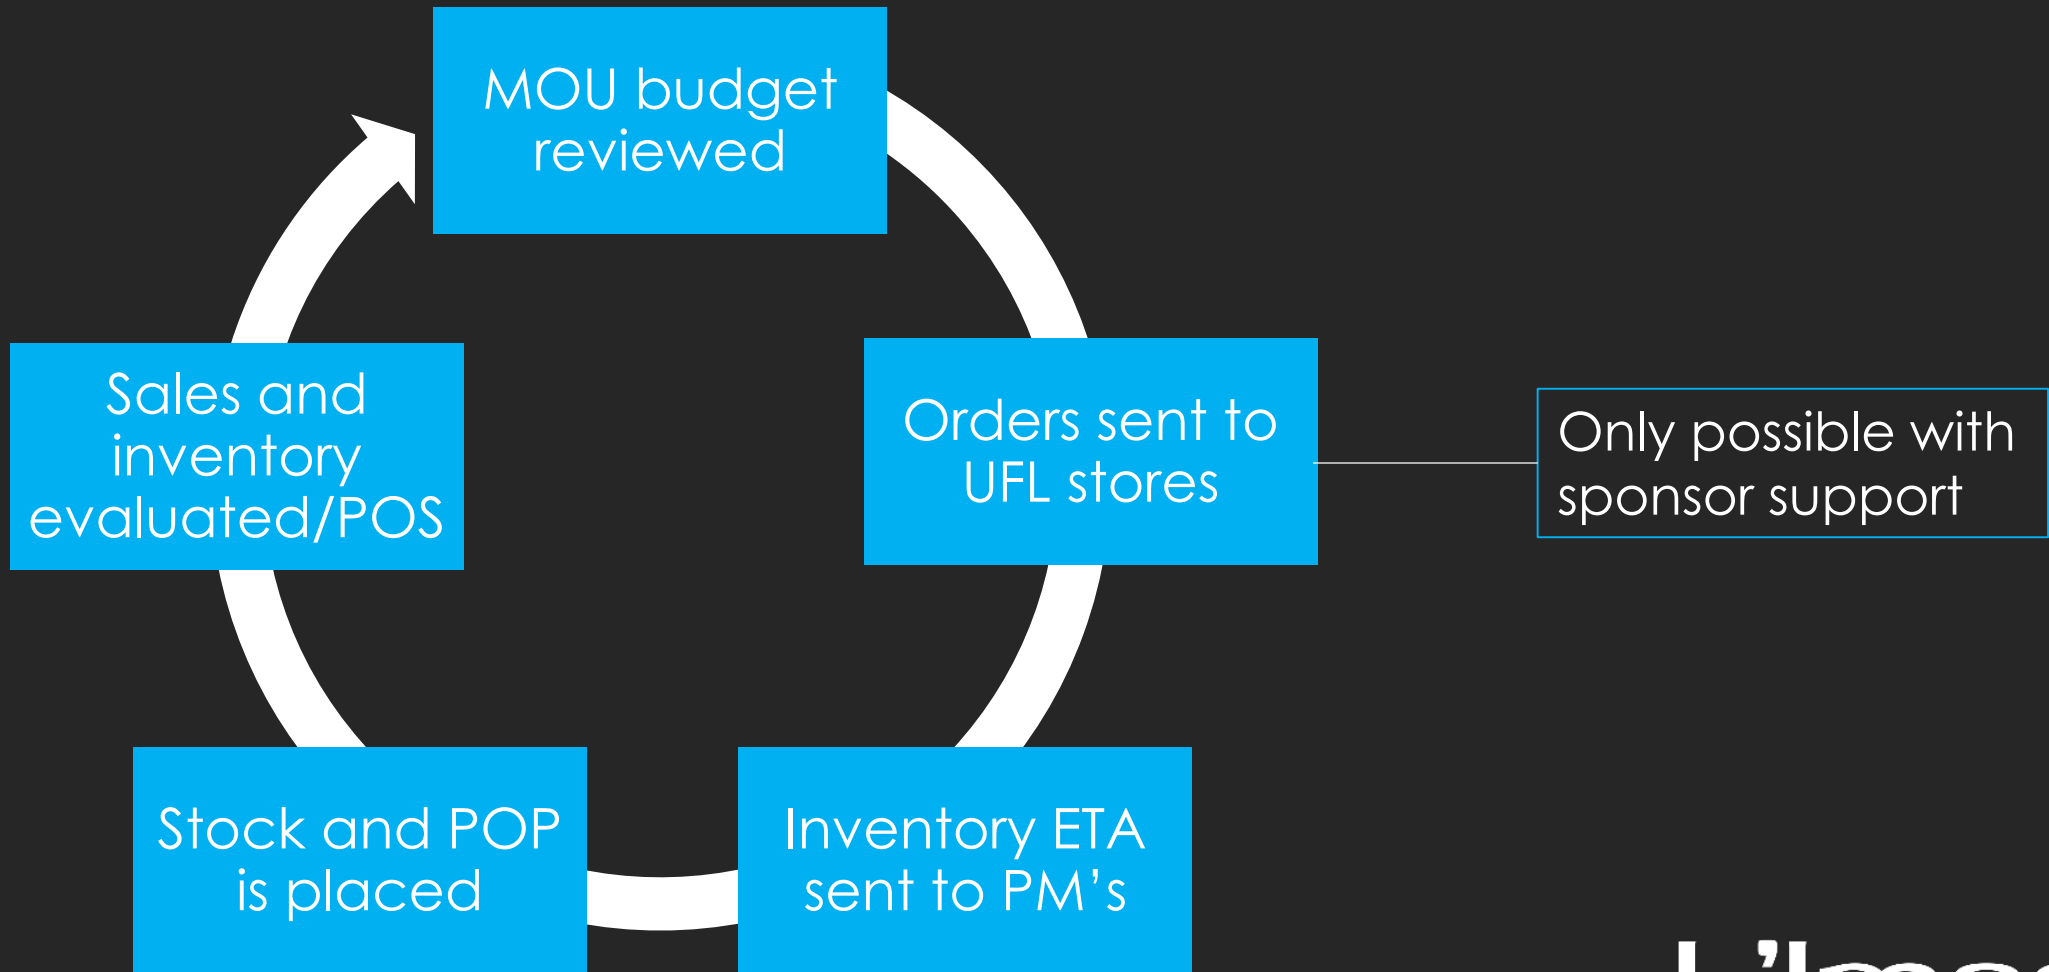 MOU budget
reviewed
Orders sent to
UFL stores
Only possible with
sponsor support
Inventory ETA
sent to PM’s
Stock and POP
is placed
Sales and
inventory
evaluated/POS